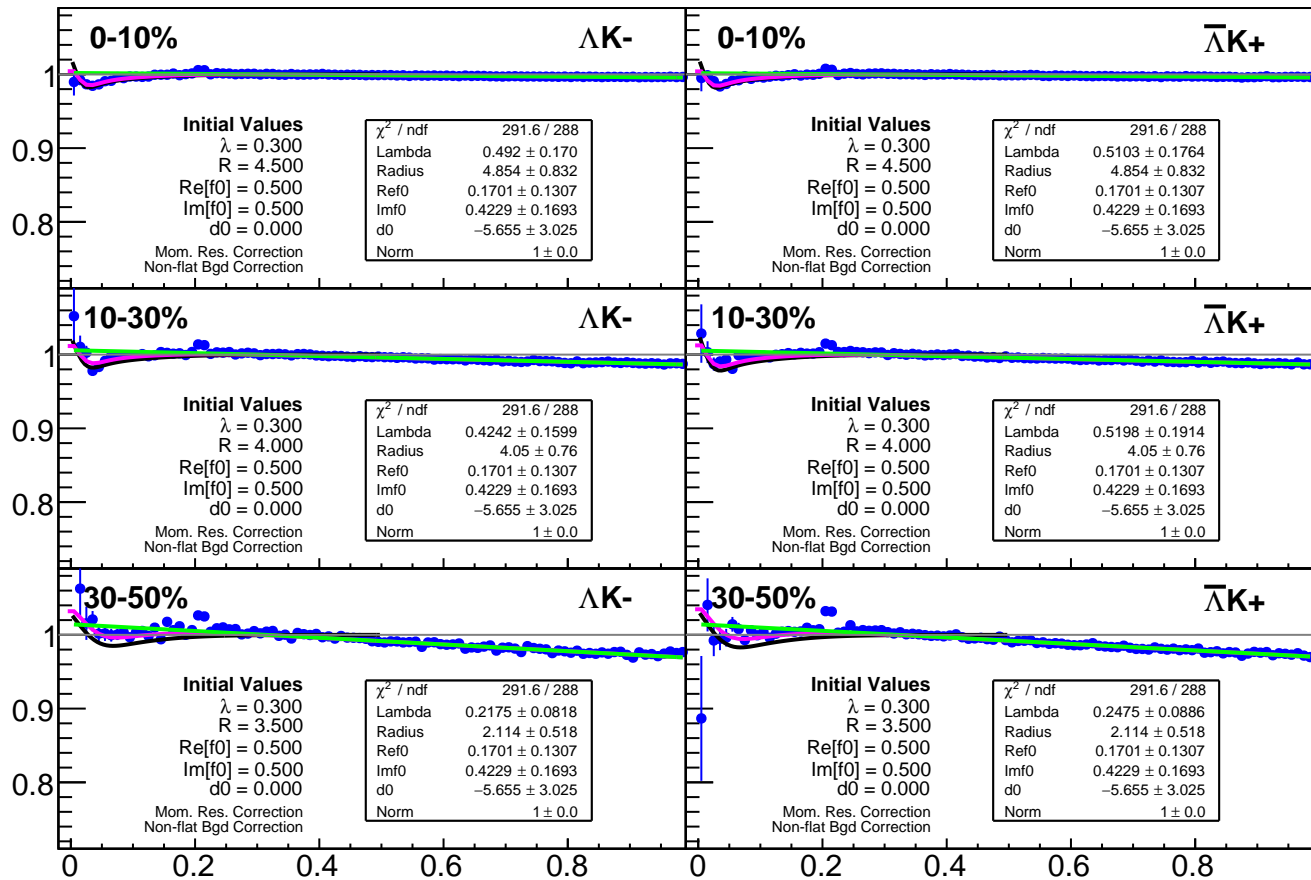 0-10%
ΛK-
1
0.9
0.8
Initial Values
λ = 0.300
R = 4.500
Re[f0] = 0.500
Im[f0] = 0.500
d0 = 0.000
Mom. Res. Correction
Non-flat Bgd Correction
χ² / ndf 291.6 / 288
Lambda 0.492 ± 0.170
Radius 4.854 ± 0.832
Ref0 0.1701 ± 0.1307
Imf0 0.4229 ± 0.1693
d0 −5.655 ± 3.025
Norm 1 ± 0.0
0-10%
Λ̅K+
Initial Values
λ = 0.300
R = 4.500
Re[f0] = 0.500
Im[f0] = 0.500
d0 = 0.000
Mom. Res. Correction
Non-flat Bgd Correction
χ² / ndf 291.6 / 288
Lambda 0.5103 ± 0.1764
Radius 4.854 ± 0.832
Ref0 0.1701 ± 0.1307
Imf0 0.4229 ± 0.1693
d0 −5.655 ± 3.025
Norm 1 ± 0.0
10-30%
ΛK-
1
0.9
0.8
Initial Values
λ = 0.300
R = 4.000
Re[f0] = 0.500
Im[f0] = 0.500
d0 = 0.000
Mom. Res. Correction
Non-flat Bgd Correction
χ² / ndf 291.6 / 288
Lambda 0.4242 ± 0.1599
Radius 4.05 ± 0.76
Ref0 0.1701 ± 0.1307
Imf0 0.4229 ± 0.1693
d0 −5.655 ± 3.025
Norm 1 ± 0.0
10-30%
Λ̅K+
Initial Values
λ = 0.300
R = 4.000
Re[f0] = 0.500
Im[f0] = 0.500
d0 = 0.000
Mom. Res. Correction
Non-flat Bgd Correction
χ² / ndf 291.6 / 288
Lambda 0.5198 ± 0.1914
Radius 4.05 ± 0.76
Ref0 0.1701 ± 0.1307
Imf0 0.4229 ± 0.1693
d0 −5.655 ± 3.025
Norm 1 ± 0.0
30-50%
ΛK-
1
0.9
0.8
Initial Values
λ = 0.300
R = 3.500
Re[f0] = 0.500
Im[f0] = 0.500
d0 = 0.000
Mom. Res. Correction
Non-flat Bgd Correction
χ² / ndf 291.6 / 288
Lambda 0.2175 ± 0.0818
Radius 2.114 ± 0.518
Ref0 0.1701 ± 0.1307
Imf0 0.4229 ± 0.1693
d0 −5.655 ± 3.025
Norm 1 ± 0.0
30-50%
Λ̅K+
Initial Values
λ = 0.300
R = 3.500
Re[f0] = 0.500
Im[f0] = 0.500
d0 = 0.000
Mom. Res. Correction
Non-flat Bgd Correction
χ² / ndf 291.6 / 288
Lambda 0.2475 ± 0.0886
Radius 2.114 ± 0.518
Ref0 0.1701 ± 0.1307
Imf0 0.4229 ± 0.1693
d0 −5.655 ± 3.025
Norm 1 ± 0.0
0 0.2 0.4 0.6 0.8 0 0.2 0.4 0.6 0.8